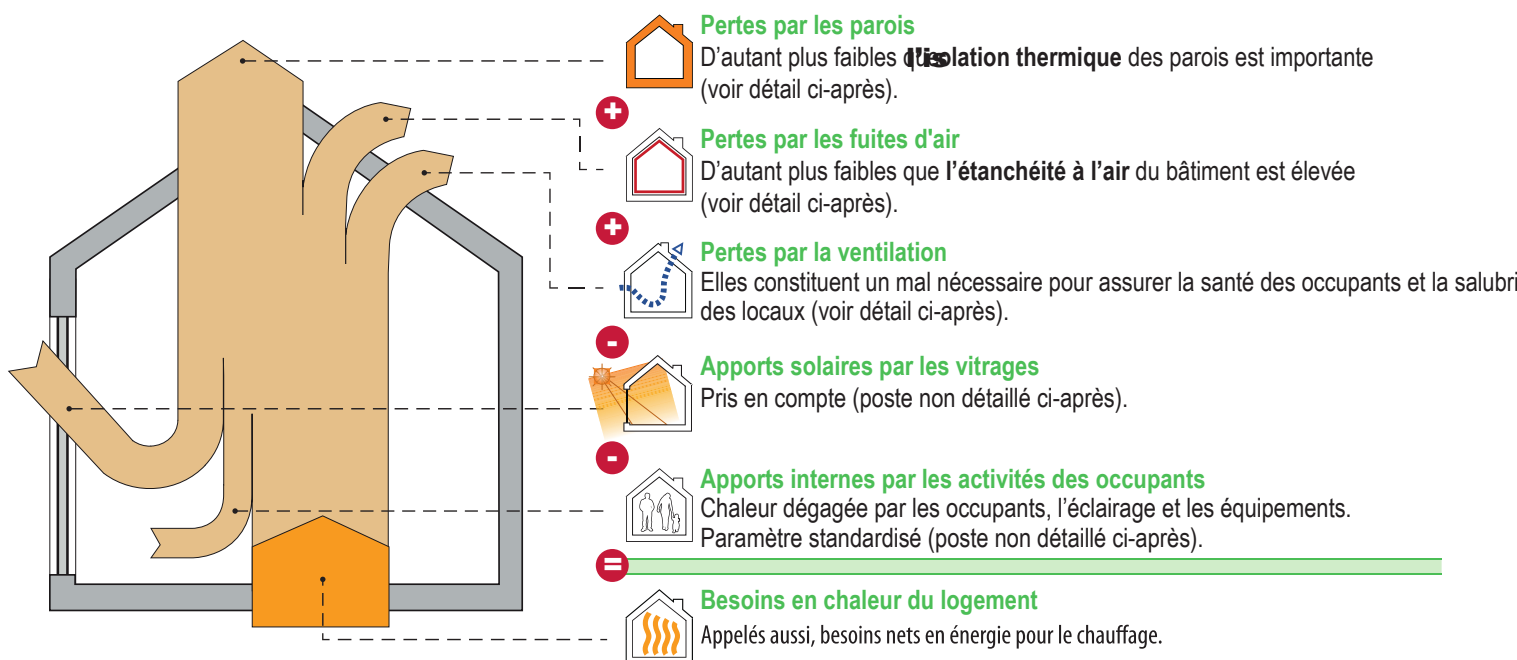 Pertes par les parois
D'autant plus faibles que l'isolation thermique des parois est importante
(voir détail ci-après).
+
Pertes par les fuites d'air
D'autant plus faibles que l'étanchéité à l'air du bâtiment est élevée
(voir détail ci-après).
+
Pertes par la ventilation
Elles constituent un mal nécessaire pour assurer la santé des occupants et la salubri
des locaux (voir détail ci-après).
-
Apports solaires par les vitrages
Pris en compte (poste non détaillé ci-après).
-
Apports internes par les activités des occupants
Chaleur dégagée par les occupants, l'éclairage et les équipements.
Paramètre standardisé (poste non détaillé ci-après).
=
Besoins en chaleur du logement
Appelés aussi, besoins nets en énergie pour le chauffage.